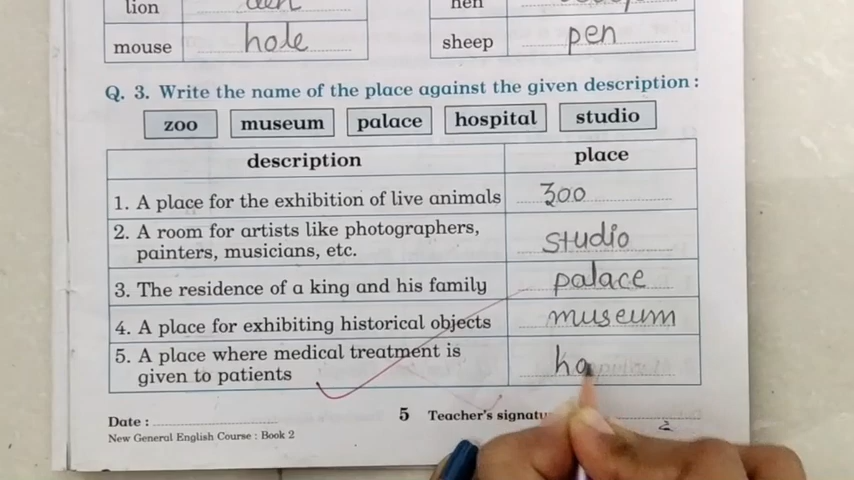 lion
hen
mouse hole
sheep pen
Q. 3. Write the name of the place against the given description :
zoo museum palace hospital studio
description place
1. A place for the exhibition of live animals zoo
2. A room for artists like photographers,
painters, musicians, etc. studio
3. The residence of a king and his family palace
4. A place for exhibiting historical objects museum
5. A place where medical treatment is
given to patients ho
Date :
5 Teacher's signatu
New General English Course : Book 2